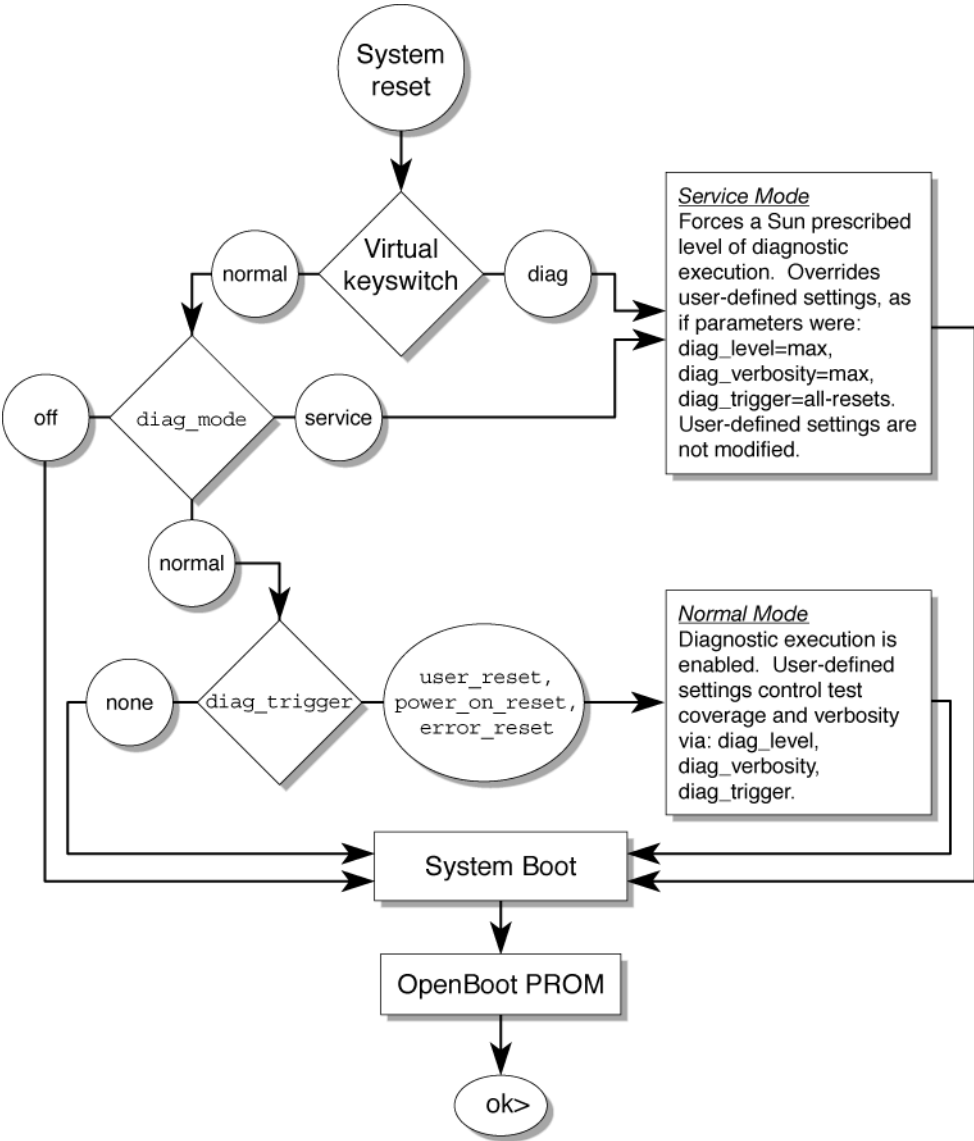 System
reset
Virtual
keyswitch
normal
diag
Service Mode
Forces a Sun prescribed
level of diagnostic
execution.  Overrides
user-defined settings, as
if parameters were:
diag_level=max,
diag_verbosity=max,
diag_trigger=all-resets.
User-defined settings are
not modified.
off
diag_mode
service
normal
none
diag_trigger
user_reset,
power_on_reset,
error_reset
Normal Mode
Diagnostic execution is
enabled.  User-defined
settings control test
coverage and verbosity
via: diag_level,
diag_verbosity,
diag_trigger.
System Boot
OpenBoot PROM
ok>